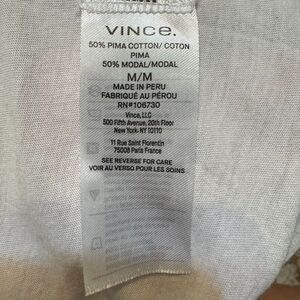 VINCE.
50% PIMA COTTON/ COTON
PIMA
50% MODAL/MODAL
M/M
MADE IN PERU
FABRIQUÉ AU PÉROU
RN#106730
Vince, LLC
500 Fifth Avenue, 20th Floor
New York- NY 10110
11 Rue Saint Florentin
75008 Paris France
SEE REVERSE FOR CARE
VOIR AU VERSO POUR LES SOINS